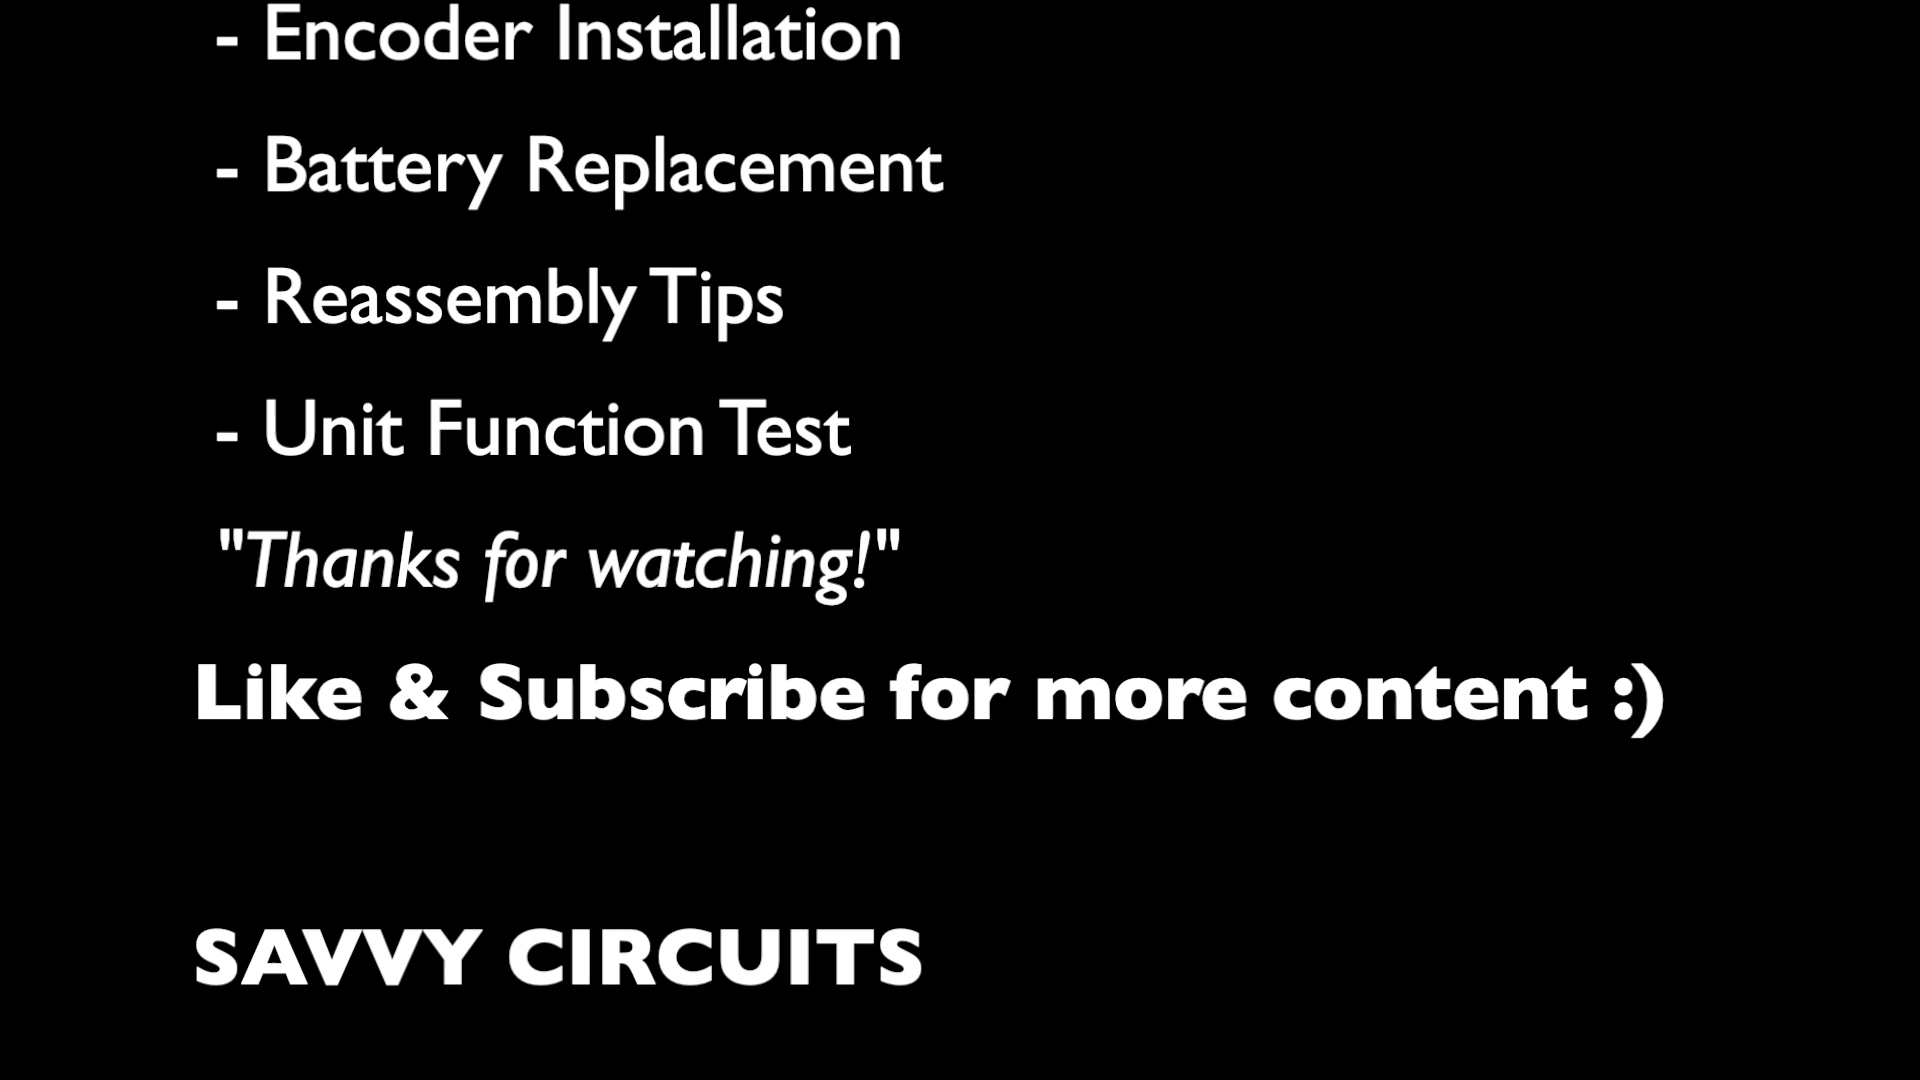 - Encoder Installation
- Battery Replacement
- Reassembly Tips
- Unit Function Test
"Thanks for watching!"
Like & Subscribe for more content :)
SAVVY CIRCUITS